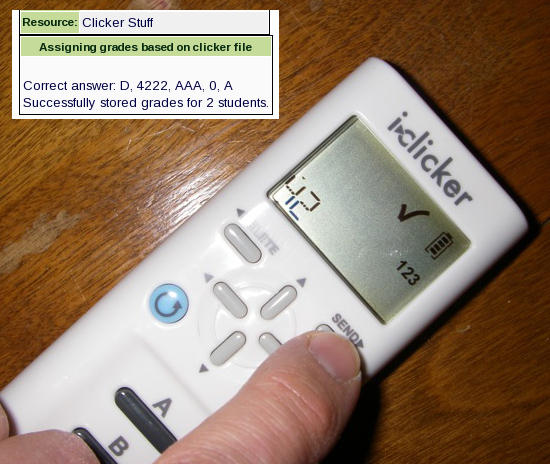 Resource: Clicker Stuff
Assigning grades based on clicker file
Correct answer: D, 4222, AAA, 0, A
Successfully stored grades for 2 students.
i>clicker
123
SEND
A
B